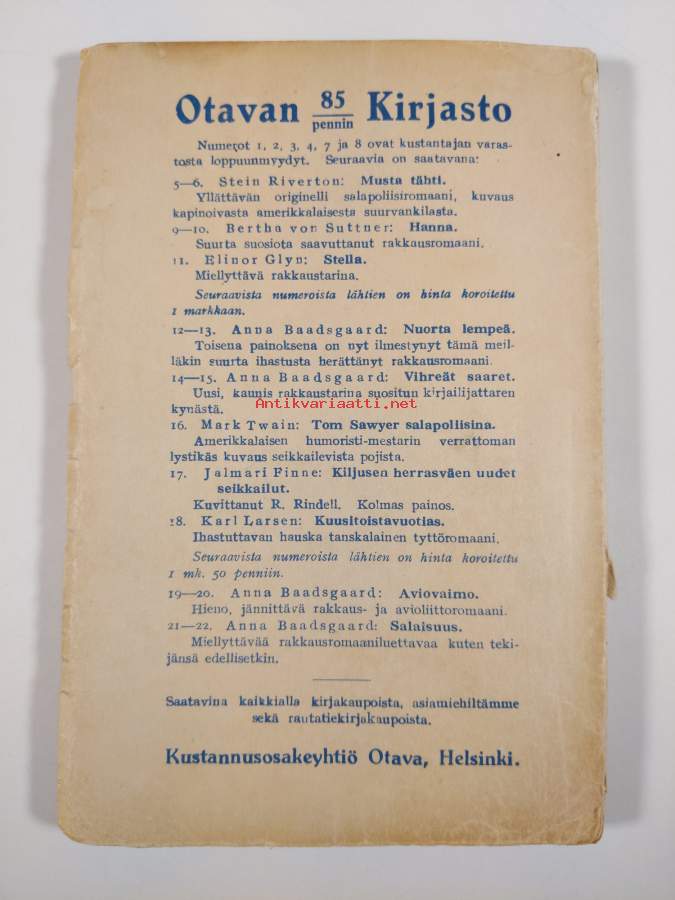 Otavan 85 pennin Kirjasto
Numerot 1, 2, 3, 4, 7 ja 8 ovat kustantajan varas-
tosta loppuunmyydyt. Seuraavia on saatavana:
5—6. Stein Riverton: Musta tähti.
Yllättävän originelli salapoliisiromaani, kuvaus
kapinoivasta amerikkalaisesta suurvankilasta.
9—10. Bertha von Suttner: Hanna.
Suurta suosiota saavuttanut rakkausromaani.
11. Elinor Glyn: Stella.
Miellyttävä rakkaustarina.
Seuraavista numeroista lähtien on hinta koroitettu
1 markkaan.
12—13. Anna Baadsgaard: Nuorta lempeä.
Toisena painoksena on nyt ilmestynyt tämä meil-
läkin suurta ihastusta herättänyt rakkausromaani.
14—15. Anna Baadsgaard: Vihreät saaret.
Uusi, kaunis rakkaustarina suositun kirjailijattaren
kynästä.
Antikvariaatti.net
16. Mark Twain: Tom Sawyer salapoliisina.
Amerikkalaisen humoristi-mestarin verrattoman
lystikäs kuvaus seikkailevista pojista.
17. Jalmari Finne: Kiljusen herrasväen uudet
seikkailut.
Kuvittanut R. Rindell. Kolmas painos.
18. Karl Larsen: Kuusitoistavuotias.
Ihastuttavan hauska tanskalainen tyttöromaani.
Seuraavista numeroista lähtien on hinta koroitettu
1 mk. 50 penniin.
19—20. Anna Baadsgaard: Aviovaimo.
Hieno, jännittävä rakkaus- ja avioliittoromaani.
21—22. Anna Baadsgaard: Salaisuus.
Miellyttävää rakkausromaaniluettavaa kuten teki-
jänsä edellisetkin.
Saatavina kaikkialla kirjakaupoista, asiamiehiltämme
sekä rautatiekirjakaupoista.
Kustannusosakeyhtiö Otava, Helsinki.